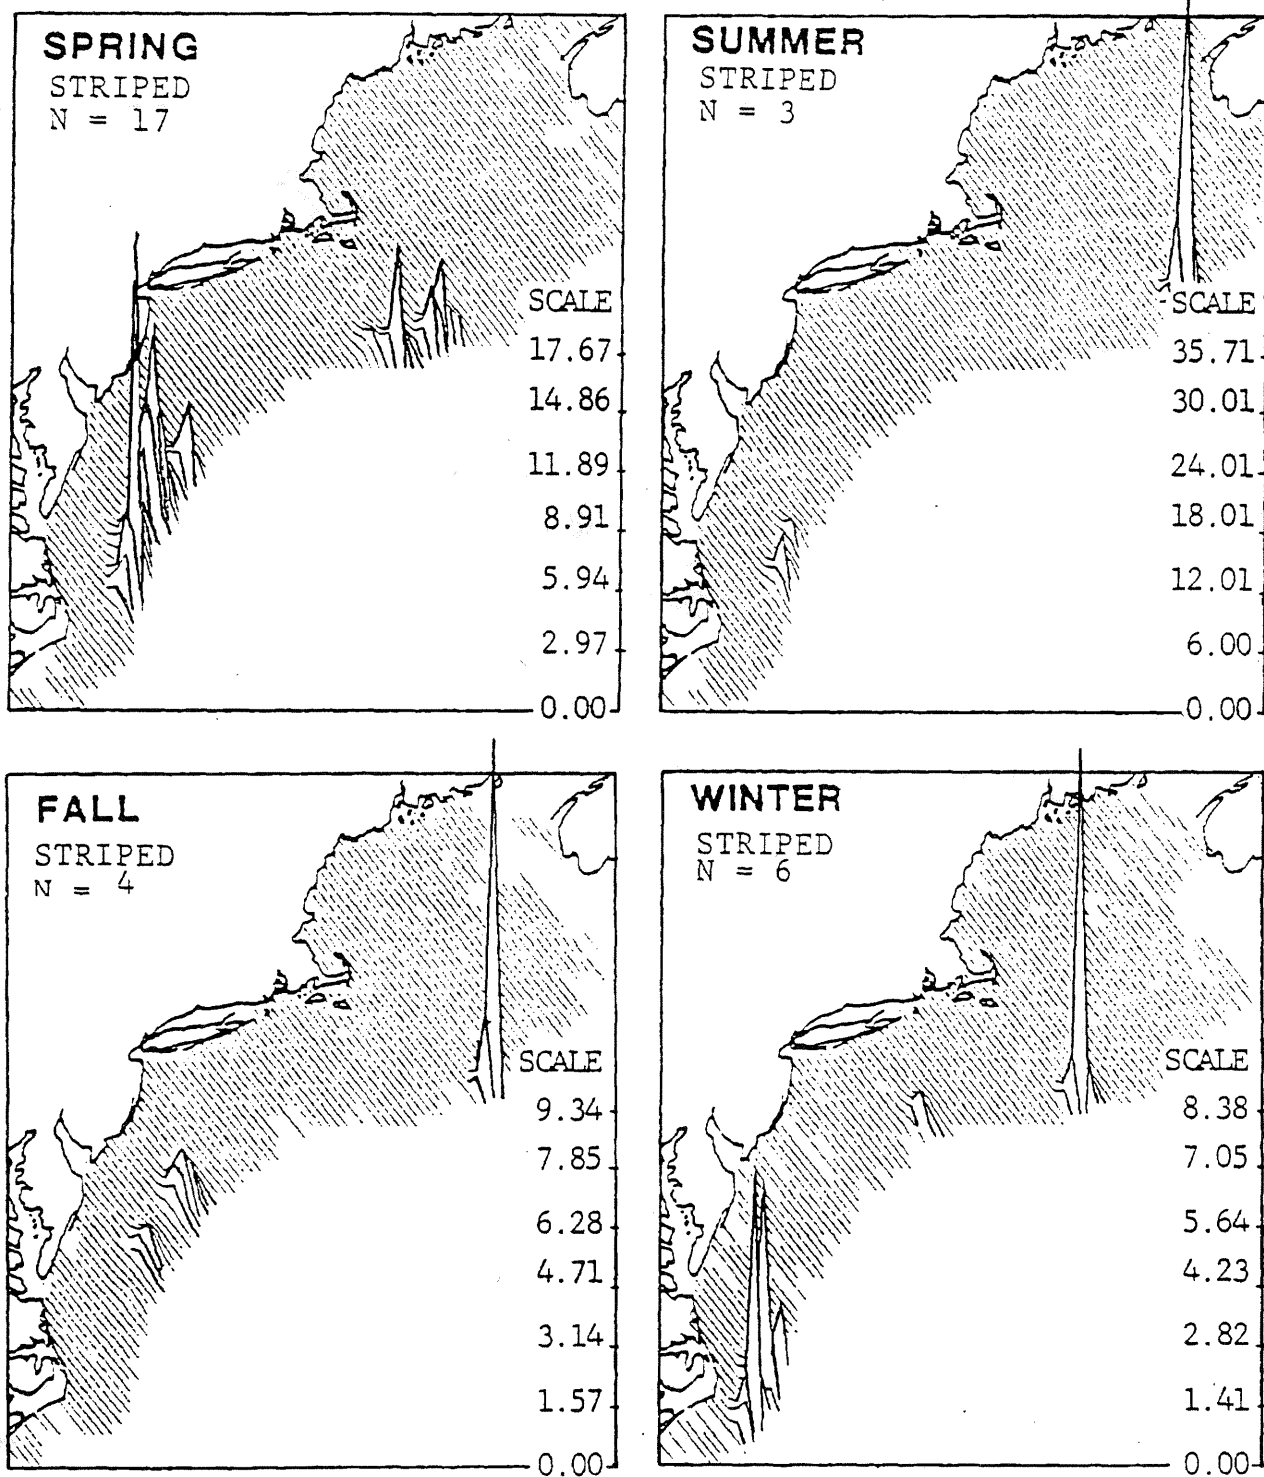 SPRING
STRIPED
N = 17
SCALE
17.67
14.86
11.89
8.91
5.94
2.97
0.00
SUMMER
STRIPED
N = 3
SCALE
35.71
30.01
24.01
18.01
12.01
6.00
0.00
FALL
STRIPED
N = 4
SCALE
9.34
7.85
6.28
4.71
3.14
1.57
0.00
WINTER
STRIPED
N = 6
SCALE
8.38
7.05
5.64
4.23
2.82
1.41
0.00